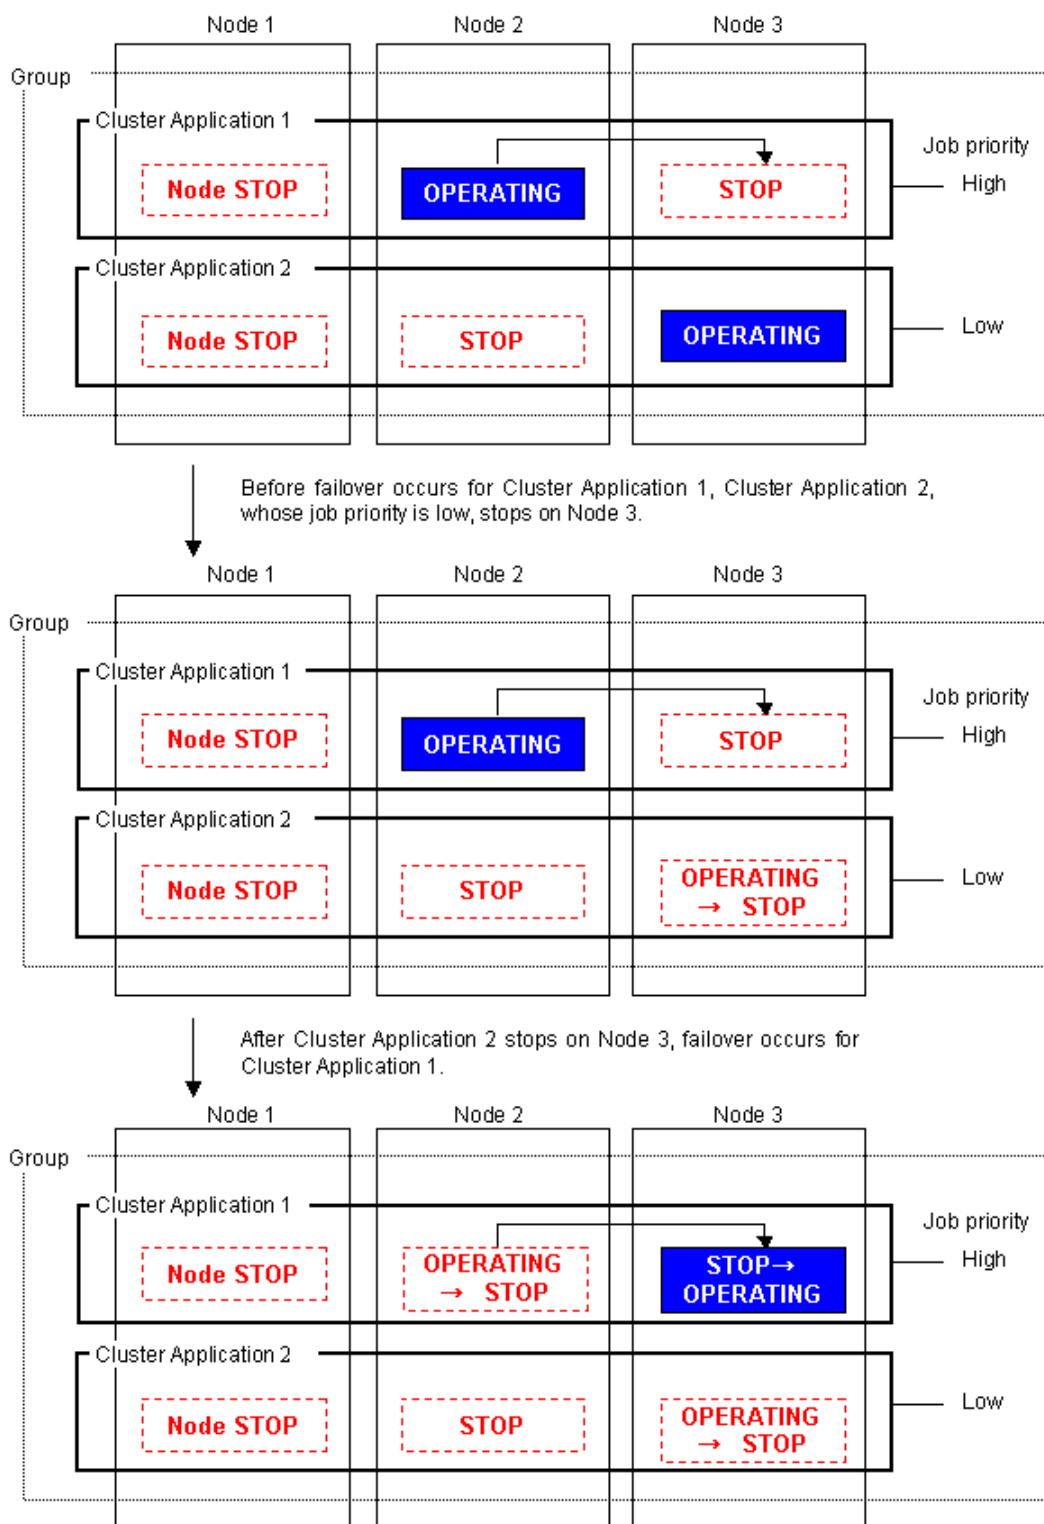 Node 1 Node 2 Node 3
Group
Cluster Application 1
Job priority
Node STOP OPERATING STOP High
Cluster Application 2
Node STOP STOP OPERATING Low
Before failover occurs for Cluster Application 1, Cluster Application 2,
whose job priority is low, stops on Node 3.
Node 1 Node 2 Node 3
Group
Cluster Application 1
Job priority
Node STOP OPERATING STOP High
Cluster Application 2
Node STOP STOP OPERATING → STOP Low
After Cluster Application 2 stops on Node 3, failover occurs for
Cluster Application 1.
Node 1 Node 2 Node 3
Group
Cluster Application 1
Job priority
Node STOP OPERATING → STOP STOP→ OPERATING High
Cluster Application 2
Node STOP STOP OPERATING → STOP Low